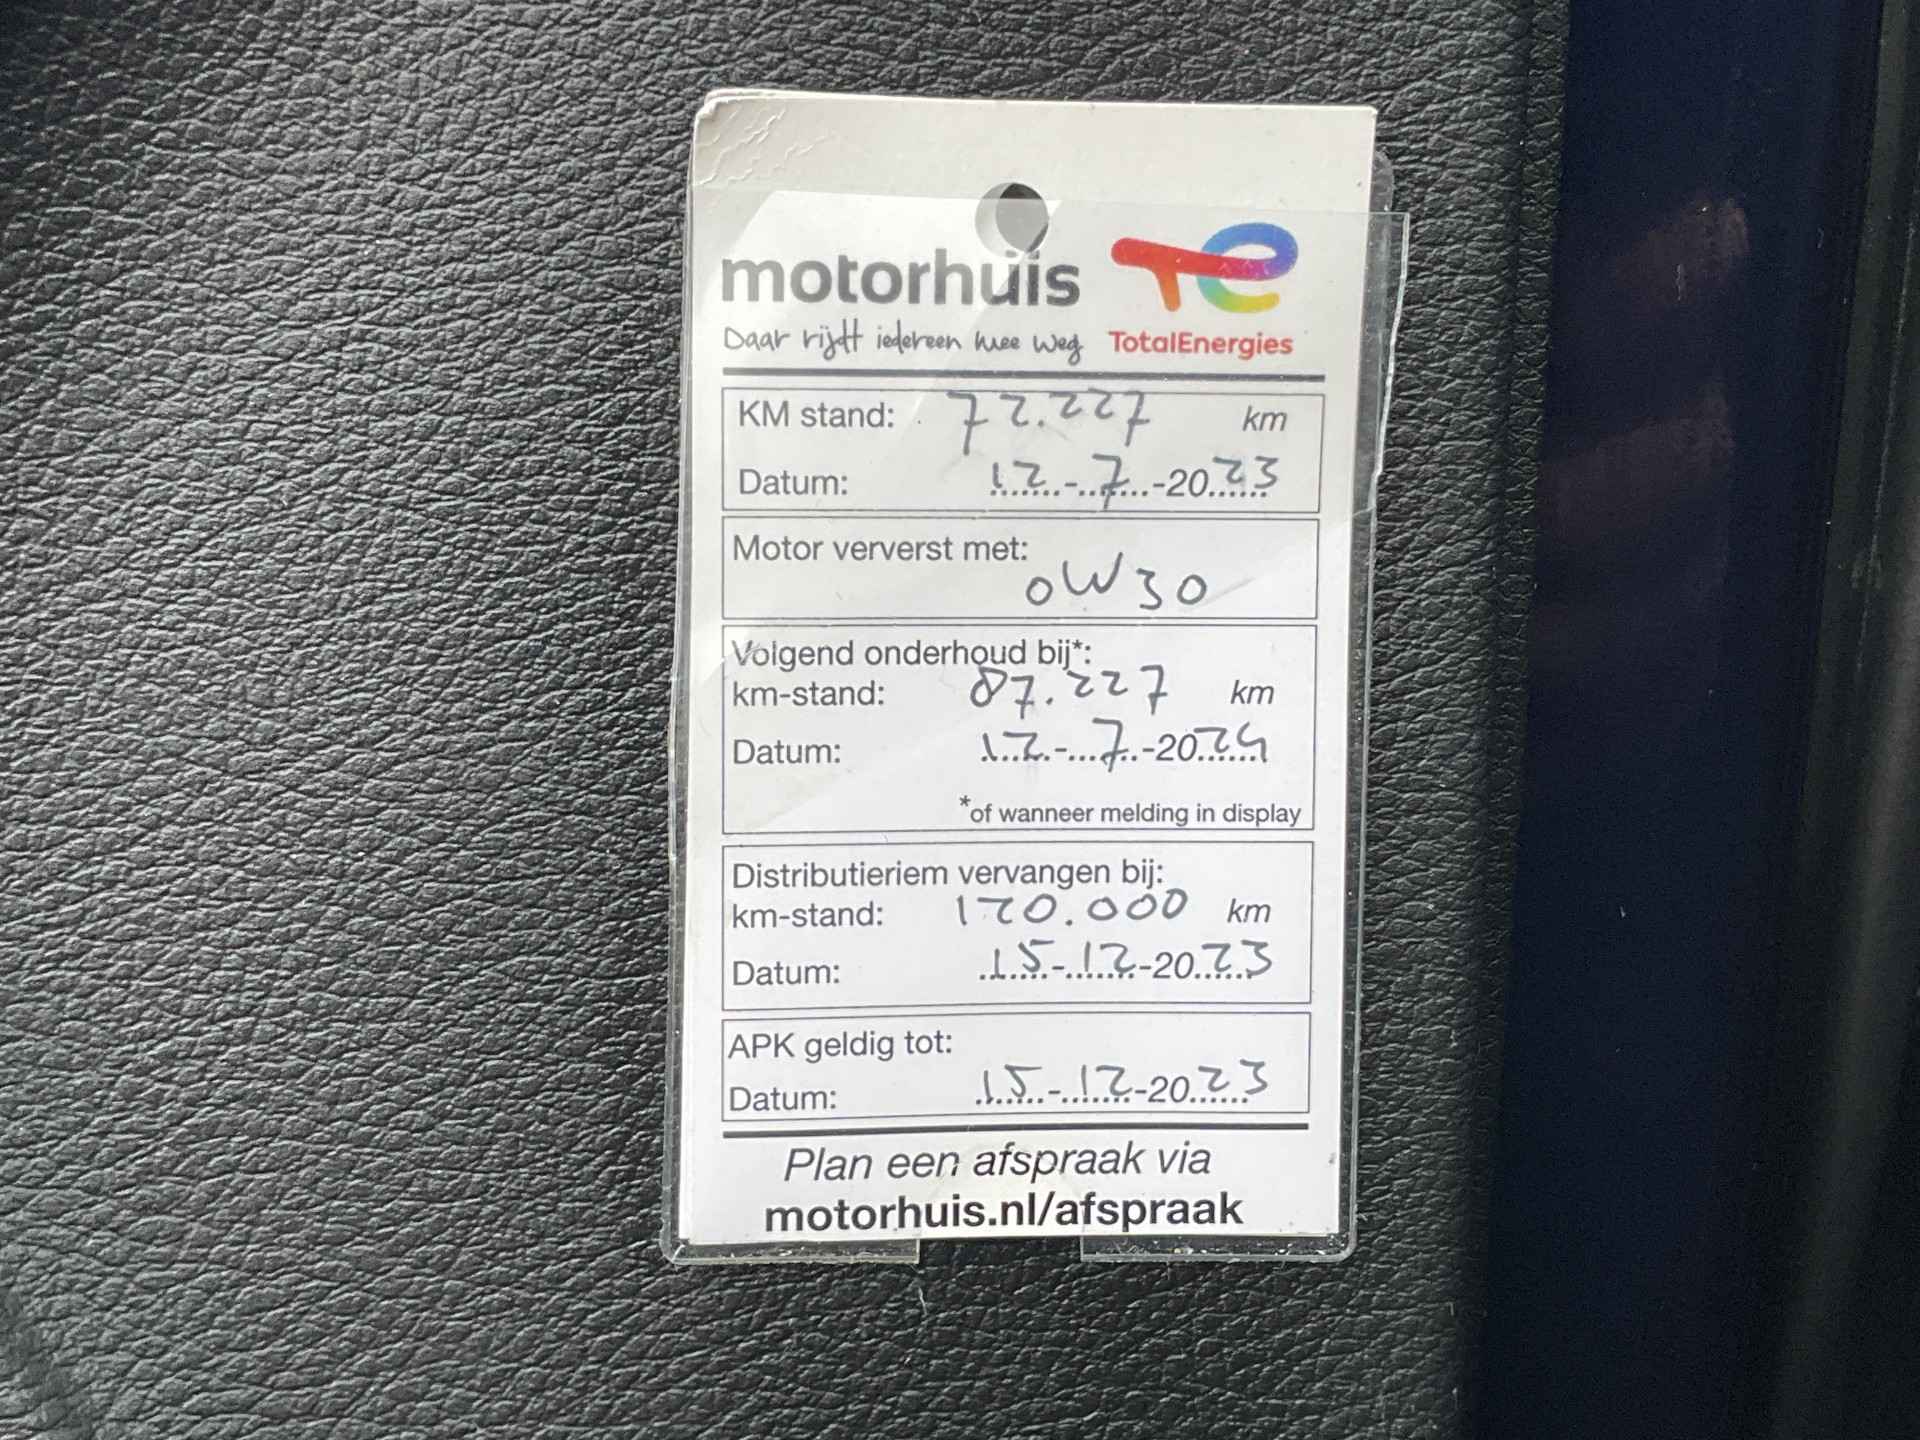 motorhuis
Daar rijdt iedereen mee weg
TotalEnergies
KM stand: 72.227 km
Datum: 12-7-2023
Motor ververst met:
0W30
Volgend onderhoud bij*:
km-stand: 87.227 km
Datum: 12-7-2024
*of wanneer melding in display
Distributieriem vervangen bij:
km-stand: 120.000 km
Datum: 15-12-2023
APK geldig tot:
Datum: 15-12-2023
Plan een afspraak via
motorhuis.nl/afspraak